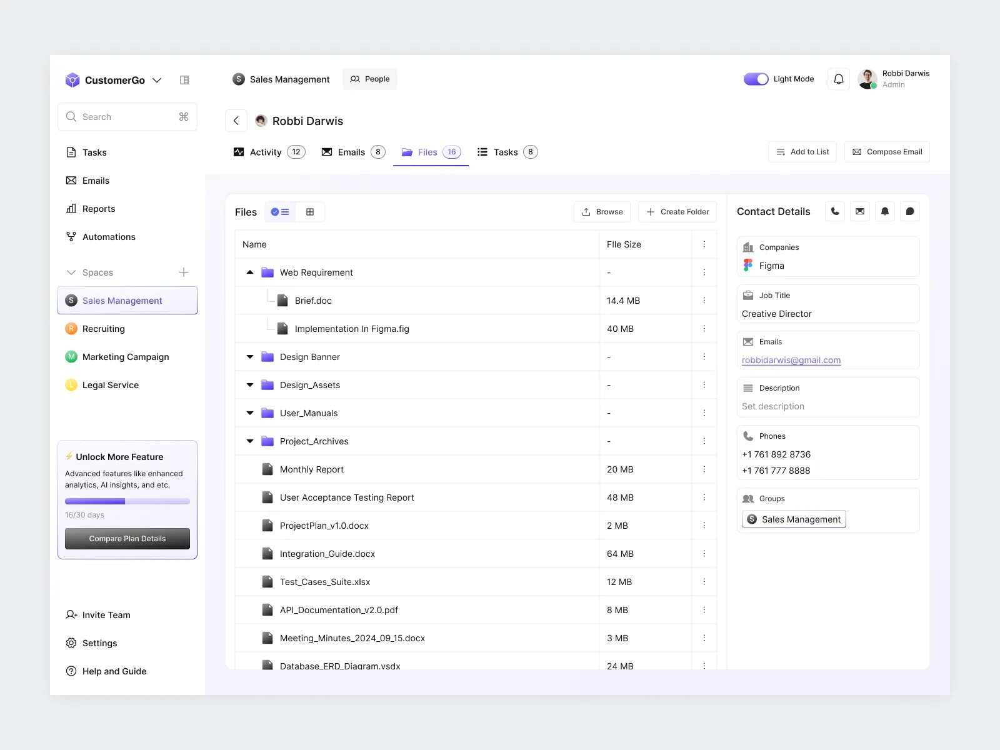 CustomerGo
Search
⌘
Tasks
Emails
Reports
Automations
Spaces
S Sales Management
R Recruiting
M Marketing Campaign
L Legal Service
⚡ Unlock More Feature
Advanced features like enhanced
analytics, AI insights, and etc.
16/30 days
Compare Plan Details
Invite Team
Settings
Help and Guide
S Sales Management
People
Light Mode
Robbi Darwis
Admin
Robbi Darwis
Activity 12
Emails 8
Files 16
Tasks 8
Add to List
Compose Email
Files
Browse
Create Folder
Name FIle Size
Web Requirement -
Brief.doc 14.4 MB
Implementation In Figma.fig 40 MB
Design Banner -
Design_Assets -
User_Manuals -
Project_Archives -
Monthly Report 20 MB
User Acceptance Testing Report 48 MB
ProjectPlan_v1.0.docx 2 MB
Integration_Guide.docx 64 MB
Test_Cases_Suite.xlsx 12 MB
API_Documentation_v2.0.pdf 8 MB
Meeting_Minutes_2024_09_15.docx 3 MB
Database_ERD_Diagram.vsdx 24 MB
Contact Details
Companies
Figma
Job Title
Creative Director
Emails
robbidarwis@gmail.com
Description
Set description
Phones
+1 761 892 8736
+1 761 777 8888
Groups
S Sales Management